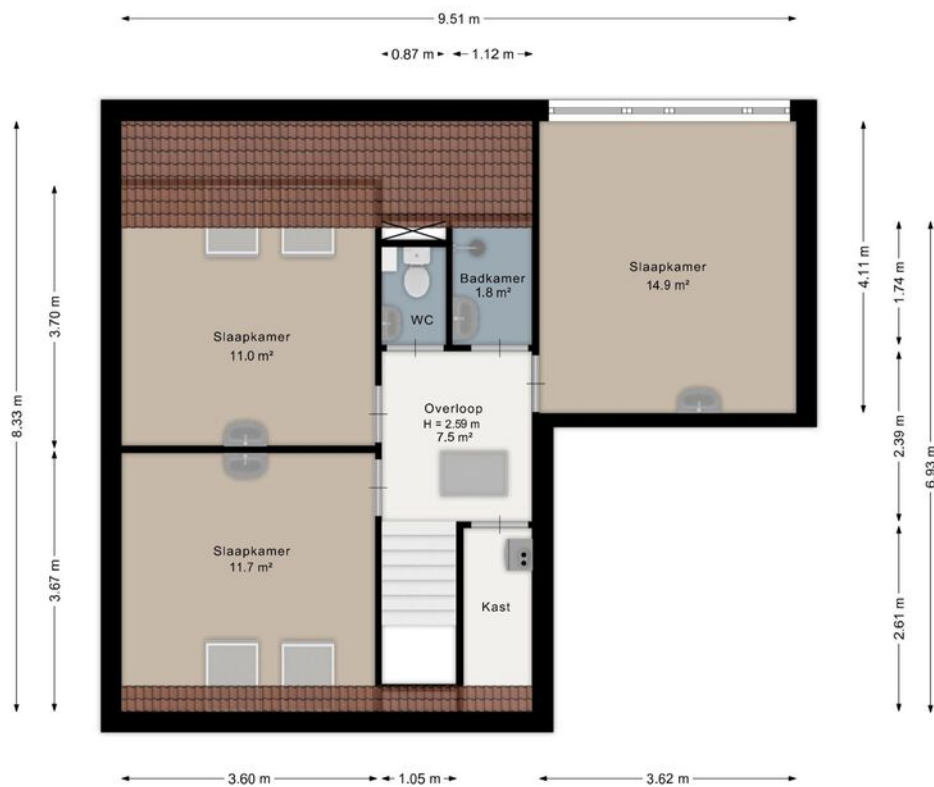 9.51 m
0.87 m
1.12 m
8.33 m
3.70 m
3.67 m
4.11 m
1.74 m
2.39 m
2.61 m
6.93 m
Slaapkamer
14.9 m²
Badkamer
1.8 m²
WC
Slaapkamer
11.0 m²
Overloop
H = 2.59 m
7.5 m²
Slaapkamer
11.7 m²
Kast
3.60 m
1.05 m
3.62 m